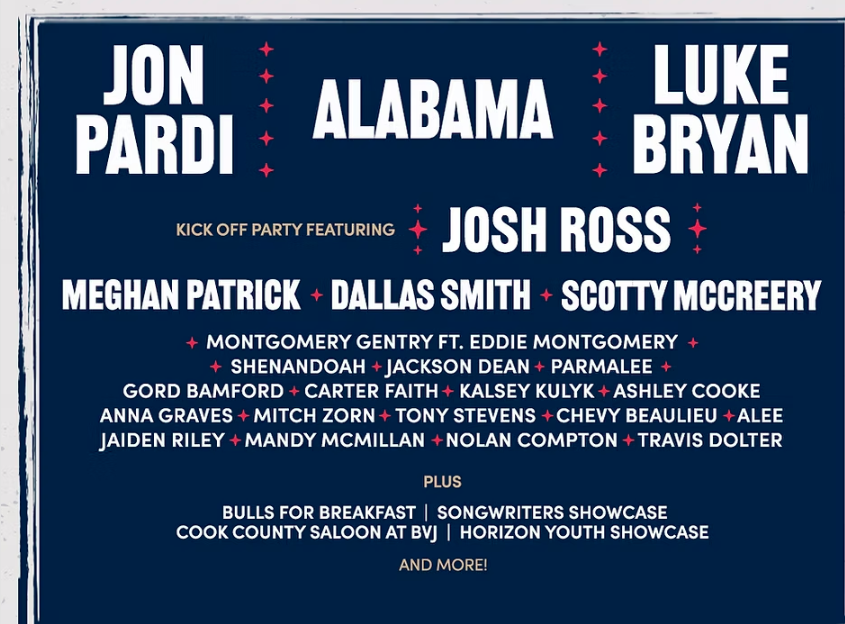 JON PARDI
ALABAMA
LUKE BRYAN
KICK OFF PARTY FEATURING JOSH ROSS
MEGHAN PATRICK DALLAS SMITH SCOTTY MCCREERY
MONTGOMERY GENTRY FT. EDDIE MONTGOMERY
SHENANDOAH JACKSON DEAN PARMALEE
GORD BAMFORD CARTER FAITH KALSEY KULYK ASHLEY COOKE
ANNA GRAVES MITCH ZORN TONY STEVENS CHEVY BEAULIEU ALEE
JAIDEN RILEY MANDY MCMILLAN NOLAN COMPTON TRAVIS DOLTER
PLUS
BULLS FOR BREAKFAST | SONGWRITERS SHOWCASE
COOK COUNTY SALOON AT BVJ | HORIZON YOUTH SHOWCASE
AND MORE!